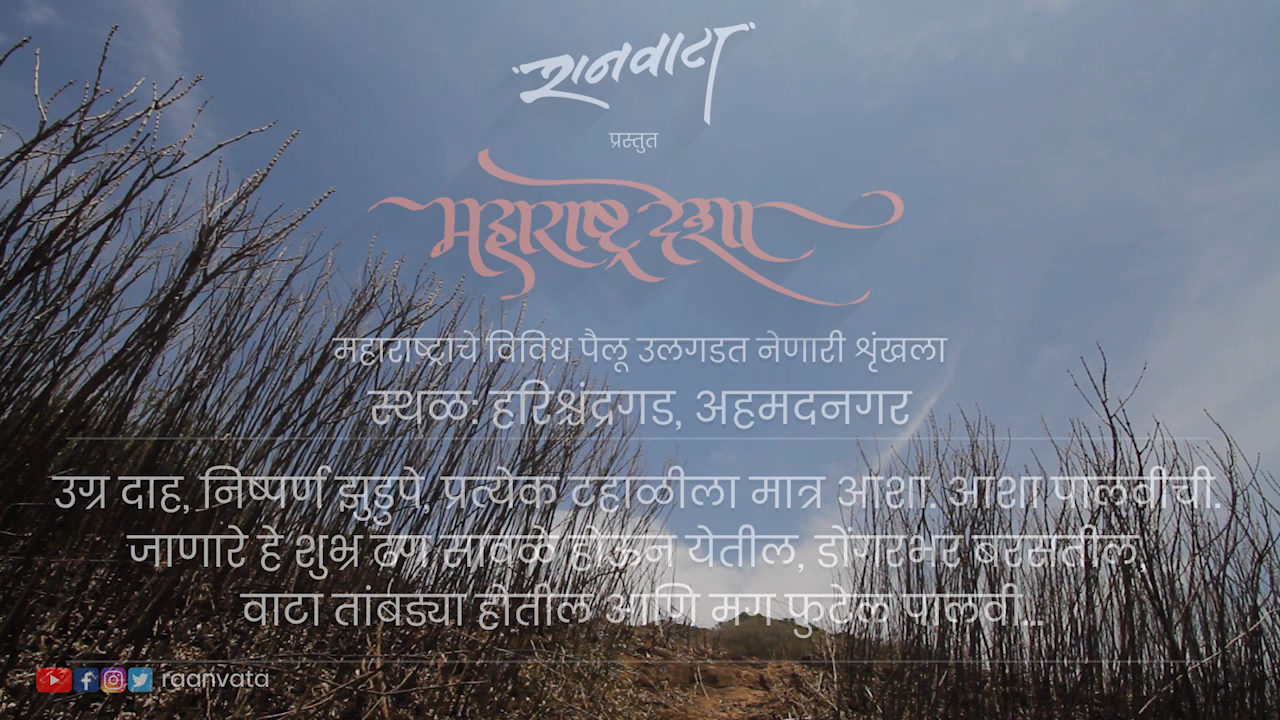 रानवाटा
प्रस्तुत
महाराष्ट्र देशा
महाराष्ट्राचे विविध पैलू उलगडत नेणारी श्रृंखला
स्थळ: हरिश्चंद्रगड, अहमदनगर
उग्र दाह, निष्पर्ण झुडुपे, प्रत्येक टहाळीला मात्र आशा. आशा पालवीची.
जाणारे हे शुभ्र ढग सावळे होऊन येतील, डोंगरभर बरसतील,
वाटा तांबड्या होतील आणि मग फुटेल पालवी...
raanvata